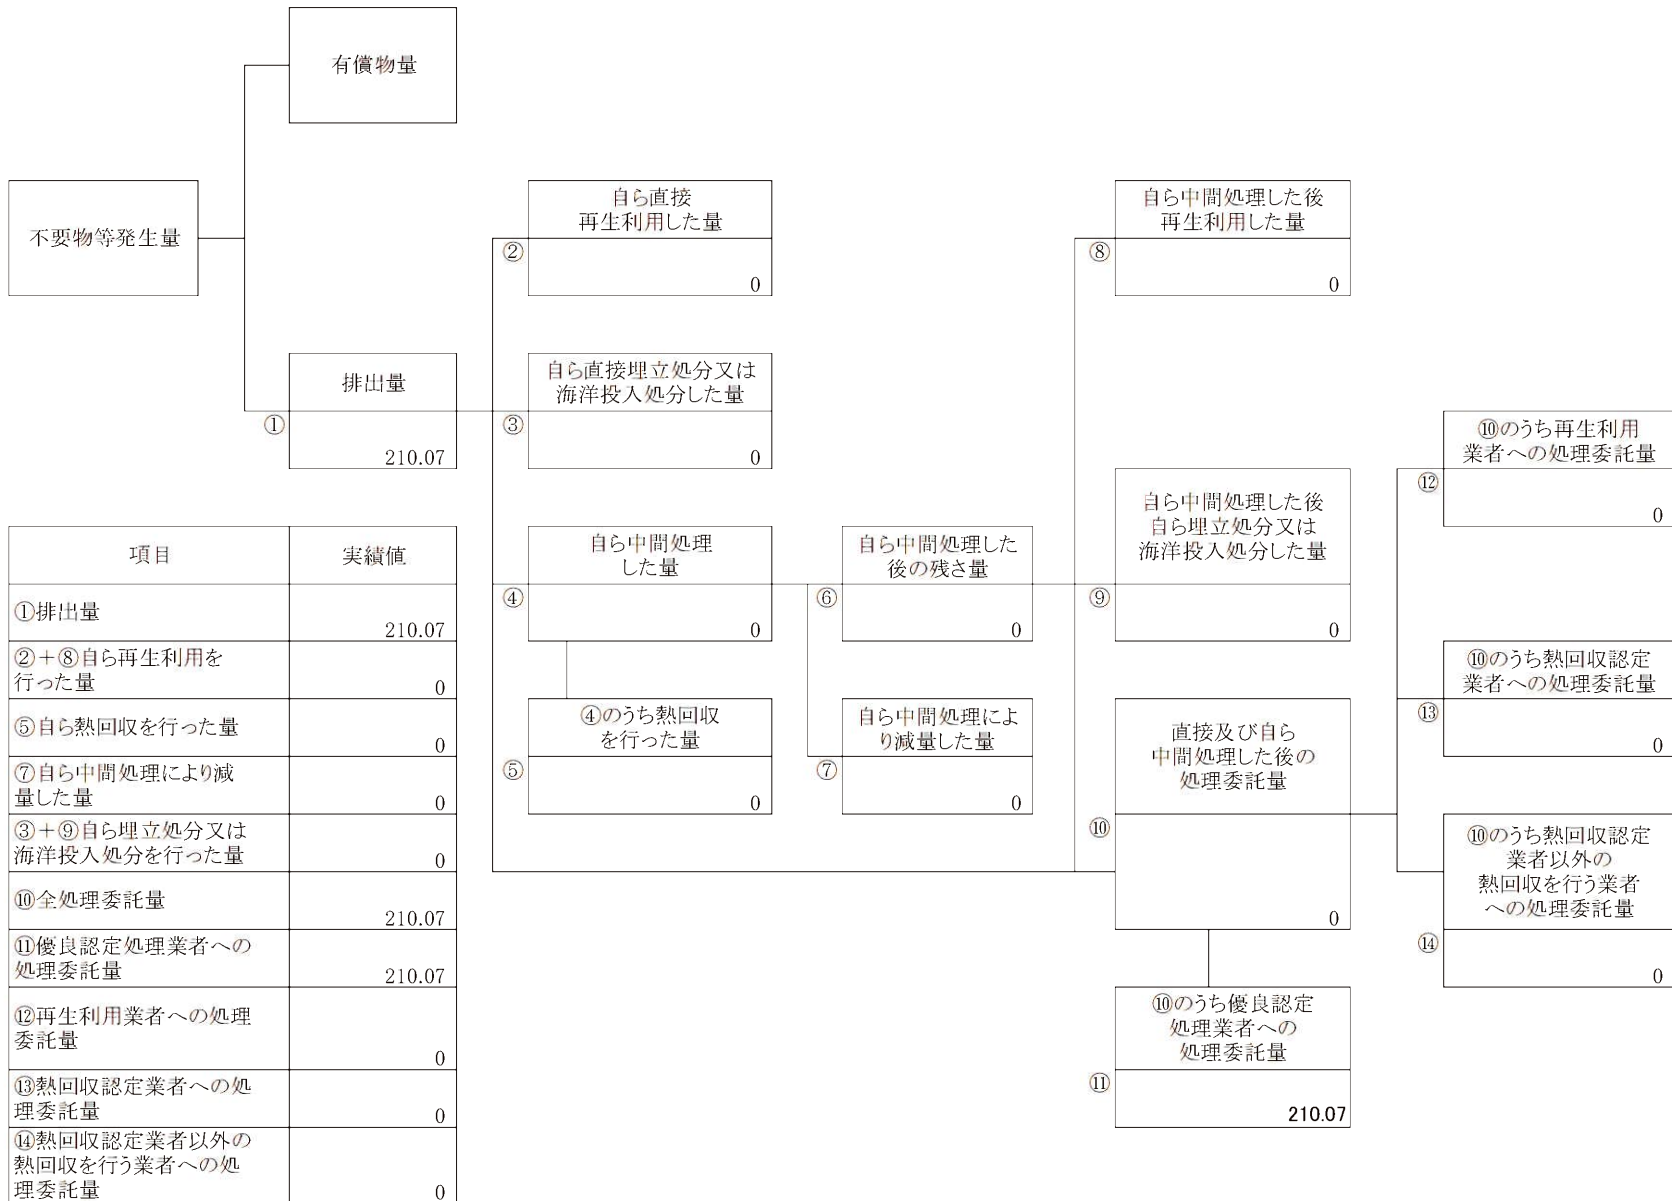 有償物量
不要物等発生量
自ら直接
再生利用した量
②
0
自ら中間処理した後
再生利用した量
⑧
0
排出量
①
210.07
自ら直接埋立処分又は
海洋投入処分した量
③
0
⑩のうち再生利用
業者への処理委託量
⑫
0
自ら中間処理
した量
④
0
自ら中間処理した
後の残さ量
⑥
0
自ら中間処理した後
自ら埋立処分又は
海洋投入処分した量
⑨
0
⑩のうち熱回収認定
業者への処理委託量
⑬
0
④のうち熱回収
を行った量
⑤
0
自ら中間処理によ
り減量した量
⑦
0
直接及び自ら
中間処理した後の
処理委託量
⑩
0
⑩のうち熱回収認定
業者以外の
熱回収を行う業者
への処理委託量
⑭
0
⑩のうち優良認定
処理業者への
処理委託量
⑪
210.07
項目 実績値
①排出量
210.07
②+⑧自ら再生利用を
行った量
0
⑤自ら熱回収を行った量
0
⑦自ら中間処理により減
量した量
0
③+⑨自ら埋立処分又は
海洋投入処分を行った量
0
⑩全処理委託量
210.07
⑪優良認定処理業者への
処理委託量
210.07
⑫再生利用業者への処理
委託量
0
⑬熱回収認定業者への処
理委託量
0
⑭熱回収認定業者以外の
熱回収を行う業者への処
理委託量
0